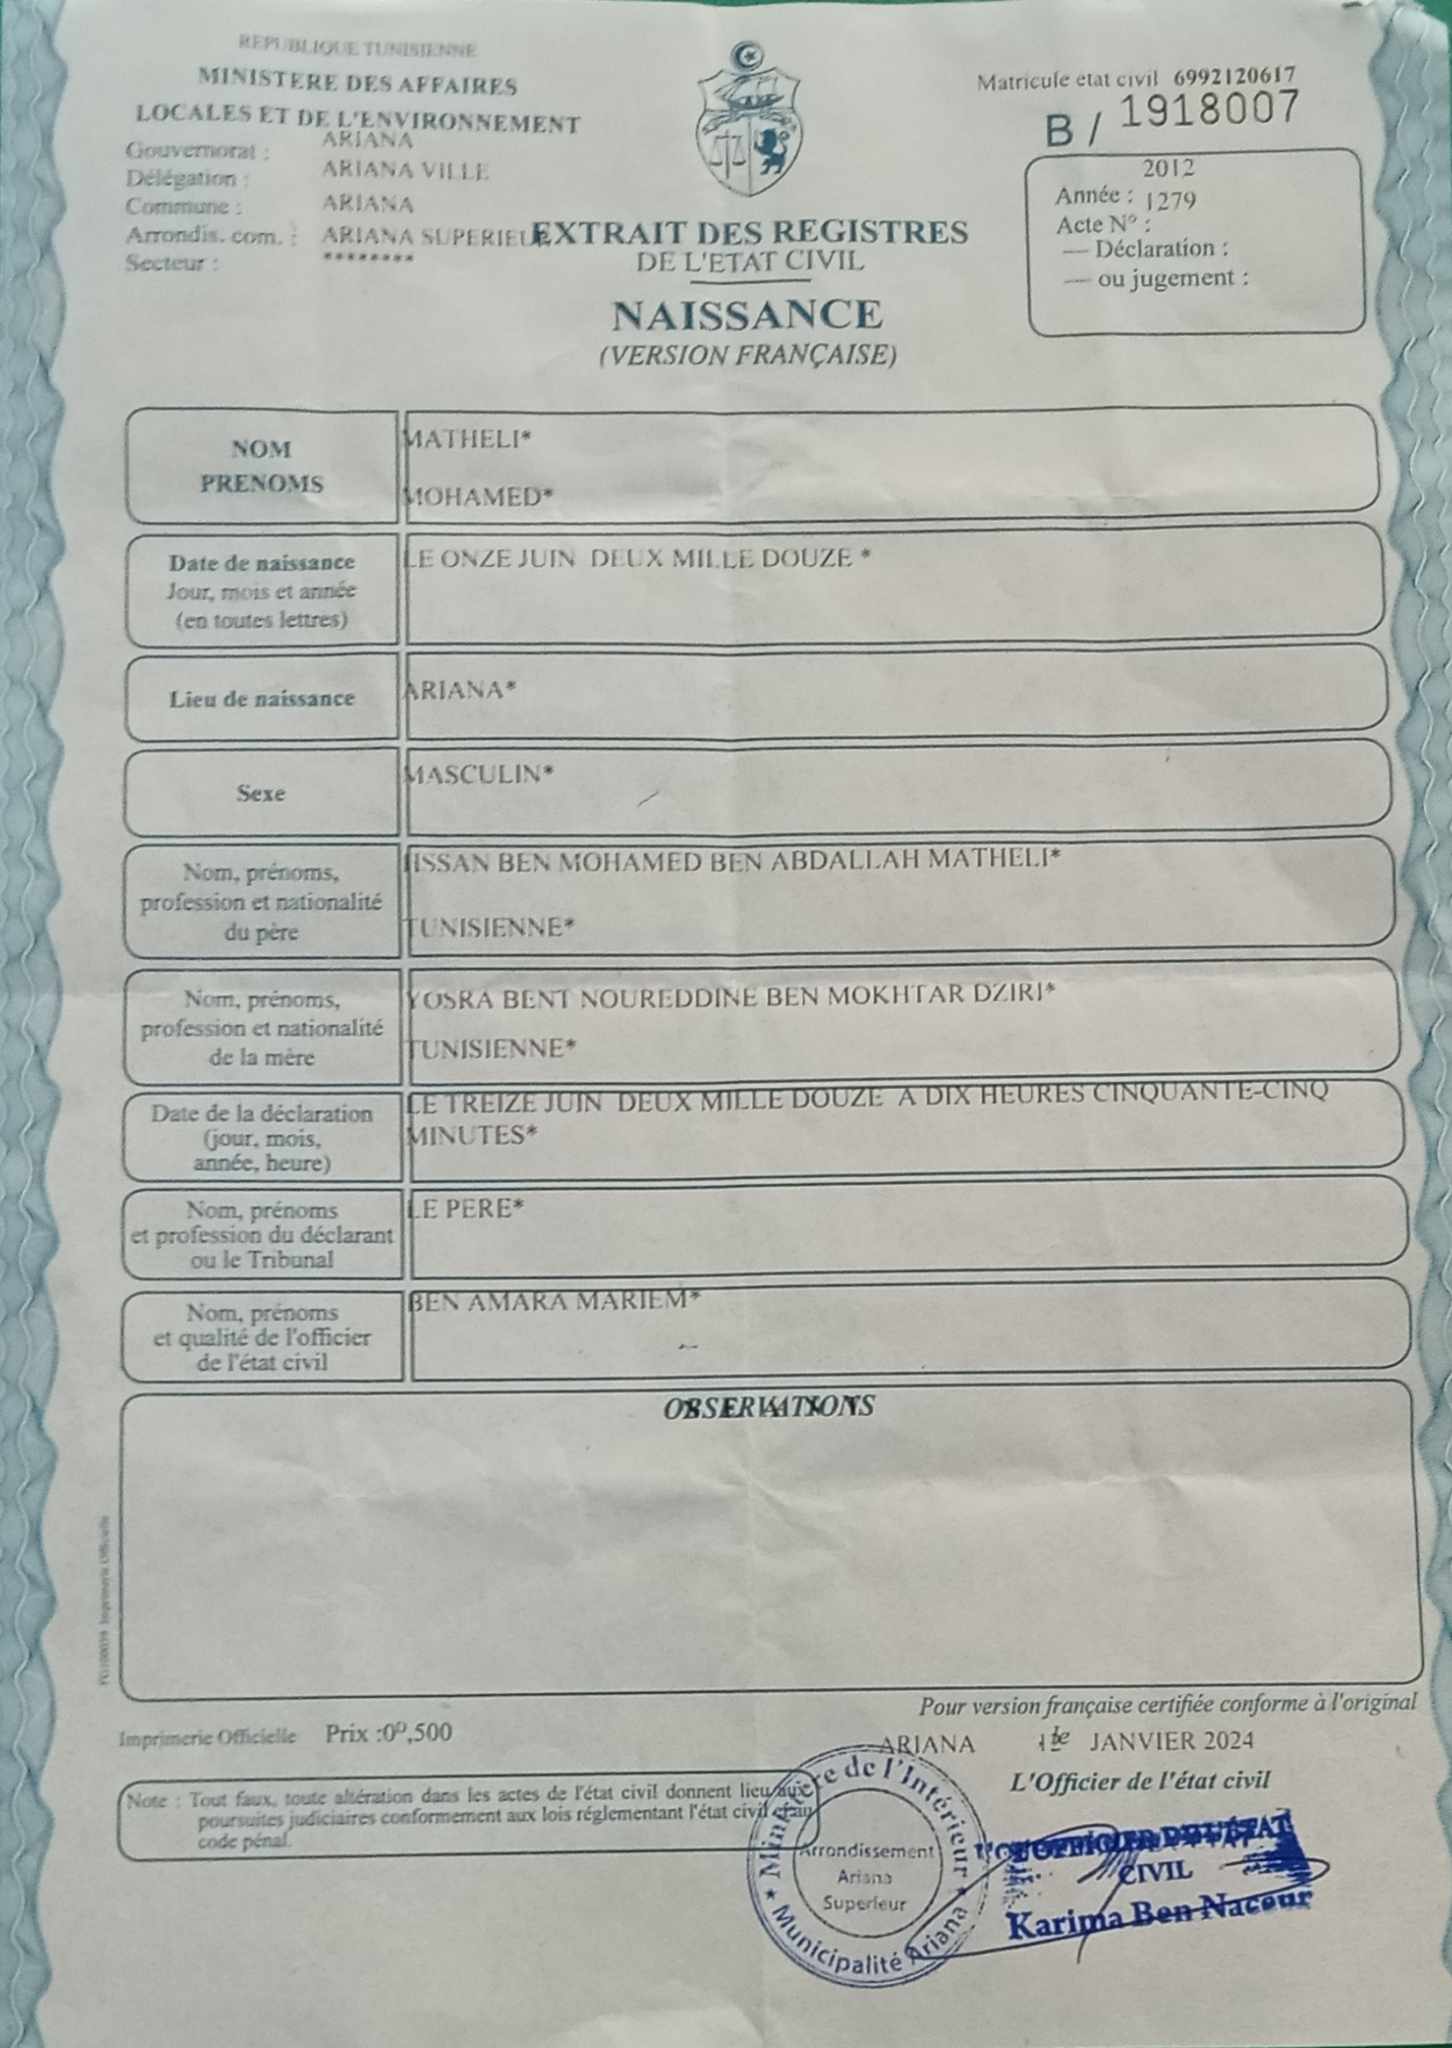 REPUBLIQUE TUNISIENNE
MINISTERE DES AFFAIRES
LOCALES ET DE L'ENVIRONNEMENT
Gouvernorat : ARIANA
Délégation : ARIANA VILLE
Commune : ARIANA
Arrondis. com. : ARIANA SUPERIEUR
Secteur : ********
Matricule etat civil 6992120617
B / 1918007
2012
Année : 1279
Acte N° :
— Déclaration :
— ou jugement :
EXTRAIT DES REGISTRES
DE L'ETAT CIVIL
NAISSANCE
(VERSION FRANÇAISE)
NOM MATHELI*
PRENOMS MOHAMED*
Date de naissance LE ONZE JUIN DEUX MILLE DOUZE *
Jour, mois et année
(en toutes lettres)
Lieu de naissance ARIANA*
Sexe MASCULIN*
Nom, prénoms, BEN MOHAMED BEN ABDALLAH MATHELI*
profession et nationalité
du père TUNISIENNE*
Nom, prénoms, YOSRA BENT NOUREDDINE BEN MOKHTAR DZIRI*
profession et nationalité
de la mère TUNISIENNE*
Date de la déclaration LE TREIZE JUIN DEUX MILLE DOUZE A DIX HEURES CINQUANTE-CINQ
(jour, mois, MINUTES*
année, heure)
Nom, prénoms LE PERE*
et profession du déclarant
ou le Tribunal
Nom, prénoms BEN AMARA MARIEM*
et qualité de l'officier
de l'état civil
OBSERVATIONS
Imprimerie Officielle
Pour version française certifiée conforme à l'original
Imprimerie Officielle Prix :0ᴰ,500
ARIANA JANVIER 2024
L'Officier de l'état civil
Note : Tout faux, toute altération dans les actes de l'état civil donnent lieu aux
poursuites judiciaires conformement aux lois réglementant l'état civil et au
code pénal.
Ministère de l'Intérieur
Arrondissement
Ariana
Superieur
* Municipalité Ariana *
L'OFFICIER DE L'ÉTAT
CIVIL
Karima Ben Naceur